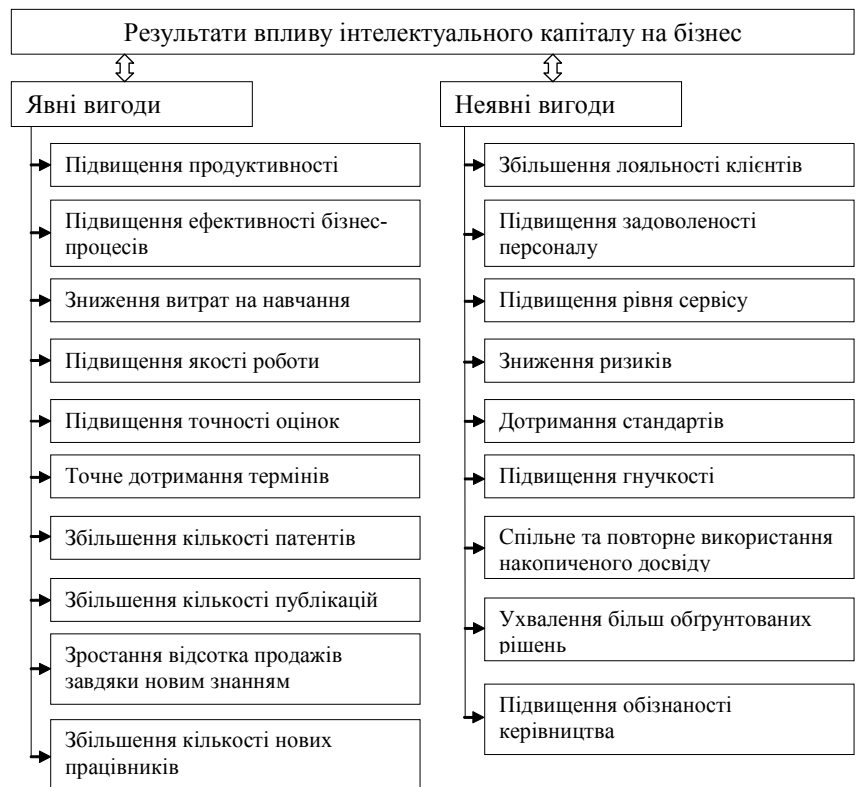 Результати впливу інтелектуального капіталу на бізнес
Явні вигоди
Підвищення продуктивності
Підвищення ефективності бізнес-
процесів
Зниження витрат на навчання
Підвищення якості роботи
Підвищення точності оцінок
Точне дотримання термінів
Збільшення кількості патентів
Збільшення кількості публікацій
Зростання відсотка продажів
завдяки новим знанням
Збільшення кількості нових
працівників
Неявні вигоди
Збільшення лояльності клієнтів
Підвищення задоволеності
персоналу
Підвищення рівня сервісу
Зниження ризиків
Дотримання стандартів
Підвищення гнучкості
Спільне та повторне використання
накопиченого досвіду
Ухвалення більш обґрунтованих
рішень
Підвищення обізнаності
керівництва